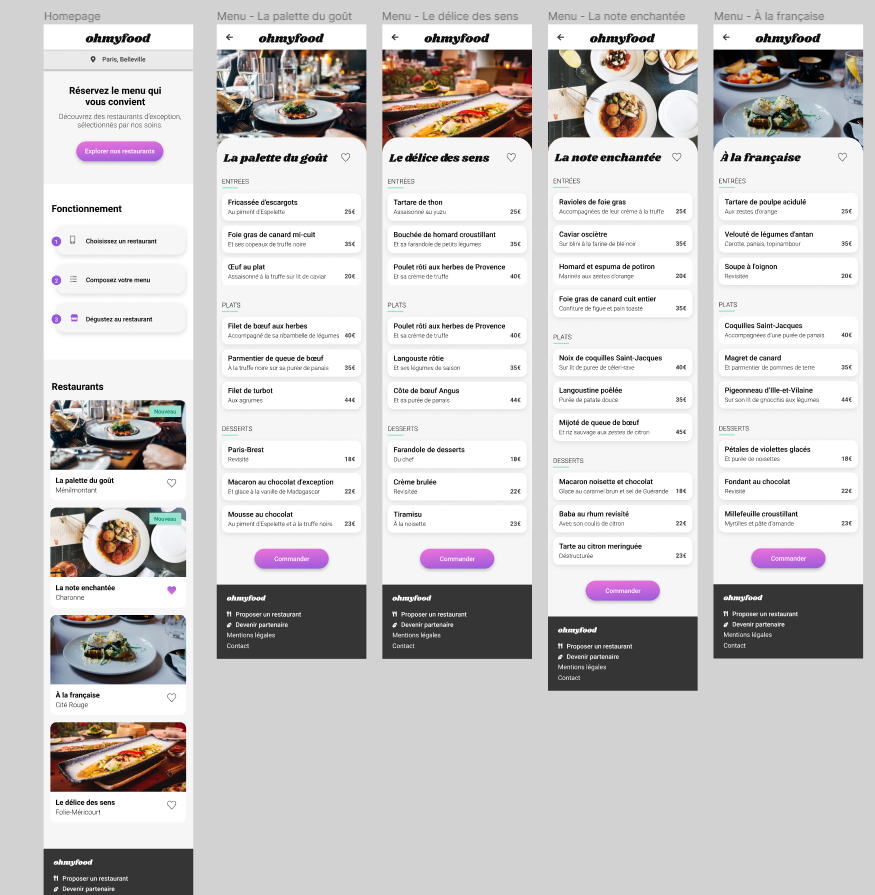 Homepage
ohmyfood
Paris, Belleville
Réservez le menu qui
vous convient
Découvrez des restaurants d'exception,
sélectionnés par nos soins.
Explorer nos restaurants
Fonctionnement
1 Choisissez un restaurant
2 Composez votre menu
3 Dégustez au restaurant
Restaurants
Nouveau
La palette du goût
Ménilmontant
Nouveau
La note enchantée
Charonne
À la française
Cité Rouge
Le délice des sens
Folie-Méricourt
ohmyfood
Proposer un restaurant
Devenir partenaire
Menu - La palette du goût
ohmyfood
La palette du goût
ENTRÉES
Fricassée d'escargots
Au piment d'Espelette 25€
Foie gras de canard mi-cuit
Et ses copeaux de truffe noire 35€
Œuf au plat
Assaisonné à la truffe sur lit de caviar 20€
PLATS
Filet de bœuf aux herbes
Accompagné de sa ribambelle de légumes 40€
Parmentier de queue de bœuf
À la truffe noire sur sa purée de panais 35€
Filet de turbot
Aux agrumes 44€
DESSERTS
Paris-Brest
Revisité 18€
Macaron au chocolat d'exception
Et glace à la vanille de Madagascar 22€
Mousse au chocolat
Au piment d'Espelette et à la truffe noire 23€
Commander
ohmyfood
Proposer un restaurant
Devenir partenaire
Mentions légales
Contact
Menu - Le délice des sens
ohmyfood
Le délice des sens
ENTRÉES
Tartare de thon
Assaisonné au yuzu 25€
Bouchée de homard croustillant
Et sa farandole de petits légumes 35€
Poulet rôti aux herbes de Provence
Et sa crème de truffe 40€
PLATS
Poulet rôti aux herbes de Provence
Et sa crème de truffe 40€
Langouste rôtie
Et ses légumes de saison 35€
Côte de bœuf Angus
Et sa purée de panais 44€
DESSERTS
Farandole de desserts
Du chef 18€
Crème brulée
Revisitée 22€
Tiramisu
À la noisette 23€
Commander
ohmyfood
Proposer un restaurant
Devenir partenaire
Mentions légales
Contact
Menu - La note enchantée
ohmyfood
La note enchantée
ENTRÉES
Ravioles de foie gras
Accompagnées de leur crème à la truffe 25€
Caviar osciètre
Sur blini à la farine de blé noir 35€
Homard et espuma de potiron
Marinés aux zestes d'orange 20€
Foie gras de canard cuit entier
Confiture de figue et pain toasté 35€
PLATS
Noix de coquilles Saint-Jacques
Sur lit de purée de céleri-rave 40€
Langoustine poêlée
Purée de patate douce 35€
Mijoté de queue de bœuf
Et riz sauvage aux zestes de citron 45€
DESSERTS
Macaron noisette et chocolat
Glace au caramel brun et sel de Guérande 18€
Baba au rhum revisité
Avec son coulis de citron 22€
Tarte au citron meringuée
Déstructurée 23€
Commander
ohmyfood
Proposer un restaurant
Devenir partenaire
Mentions légales
Contact
Menu - À la française
ohmyfood
À la française
ENTRÉES
Tartare de poulpe acidulé
Aux zestes d'orange 25€
Velouté de légumes d'antan
Carotte, panais, topinambour 35€
Soupe à l'oignon
Revisitée 20€
PLATS
Coquilles Saint-Jacques
Accompagnées d'une purée de panais 40€
Magret de canard
Et parmentier de pommes de terre 35€
Pigeonneau d'Ille-et-Vilaine
Sur son lit de gnocchis aux légumes 44€
DESSERTS
Pétales de violettes glacés
Et purée de noisettes 18€
Fondant au chocolat
Revisité 22€
Millefeuille croustillant
Myrtilles et pâte d'amande 23€
Commander
ohmyfood
Proposer un restaurant
Devenir partenaire
Mentions légales
Contact